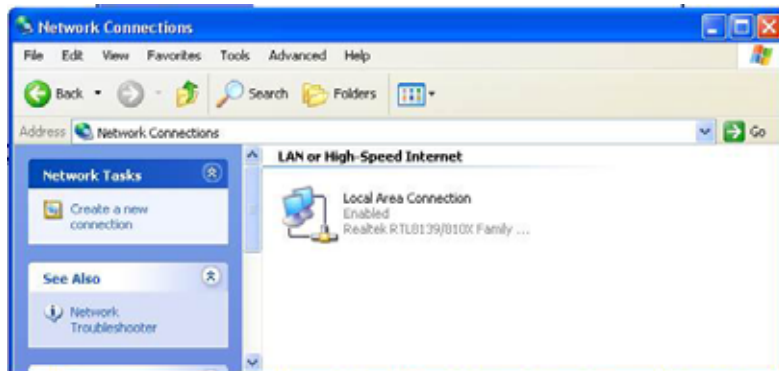 Network Connections
File Edit View Favorites Tools Advanced Help
Back Search Folders
Address Network Connections Go
Network Tasks
Create a new
connection
See Also
Network
Troubleshooter
LAN or High-Speed Internet
Local Area Connection
Enabled
Realtek RTL8139/810X Family ...